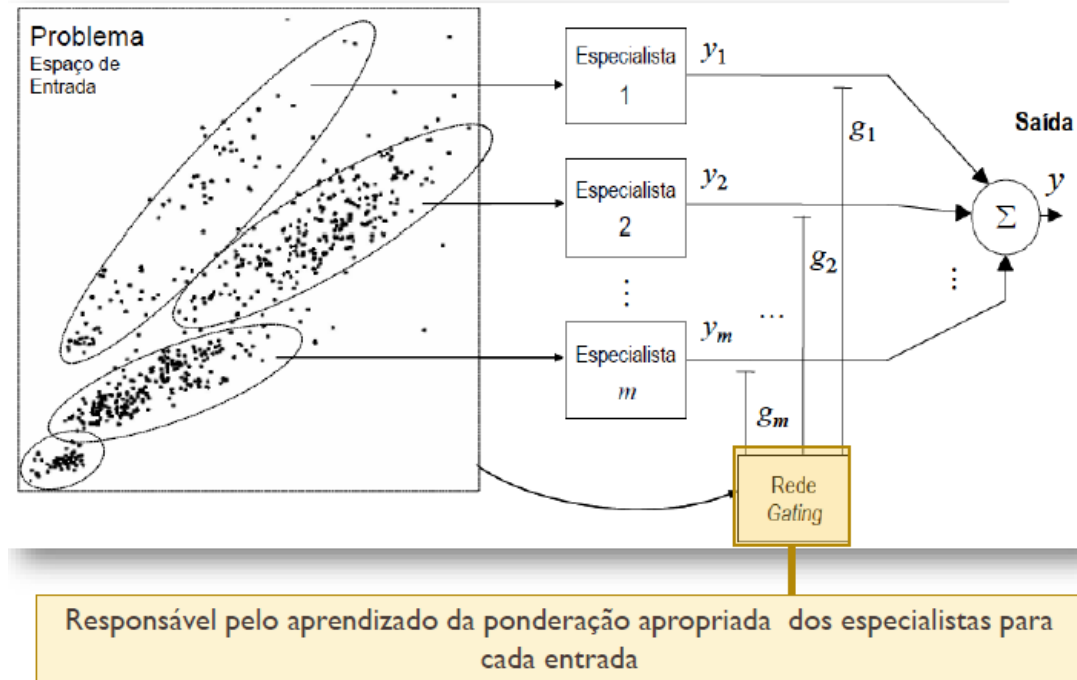 Problema
Espaço de
Entrada
Especialista
1
y₁
g₁
Saída
Especialista
2
y₂
g₂
Σ
y
⋮
...
⋮
Especialista
m
yₘ
gₘ
Rede
Gating
Responsável pelo aprendizado da ponderação apropriada dos especialistas para
cada entrada